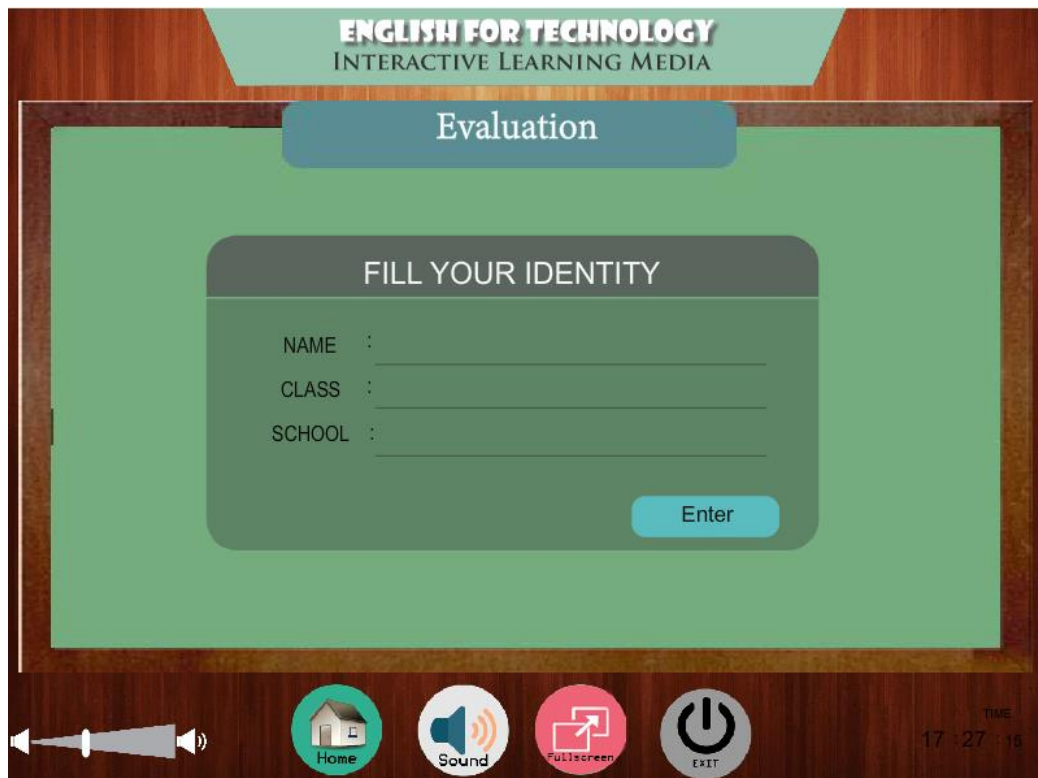 ENGLISH FOR TECHNOLOGY
INTERACTIVE LEARNING MEDIA
Evaluation
FILL YOUR IDENTITY
NAME :
CLASS :
SCHOOL :
Enter
Home
Sound
Fullscreen
EXIT
TIME
17 : 27 : 15